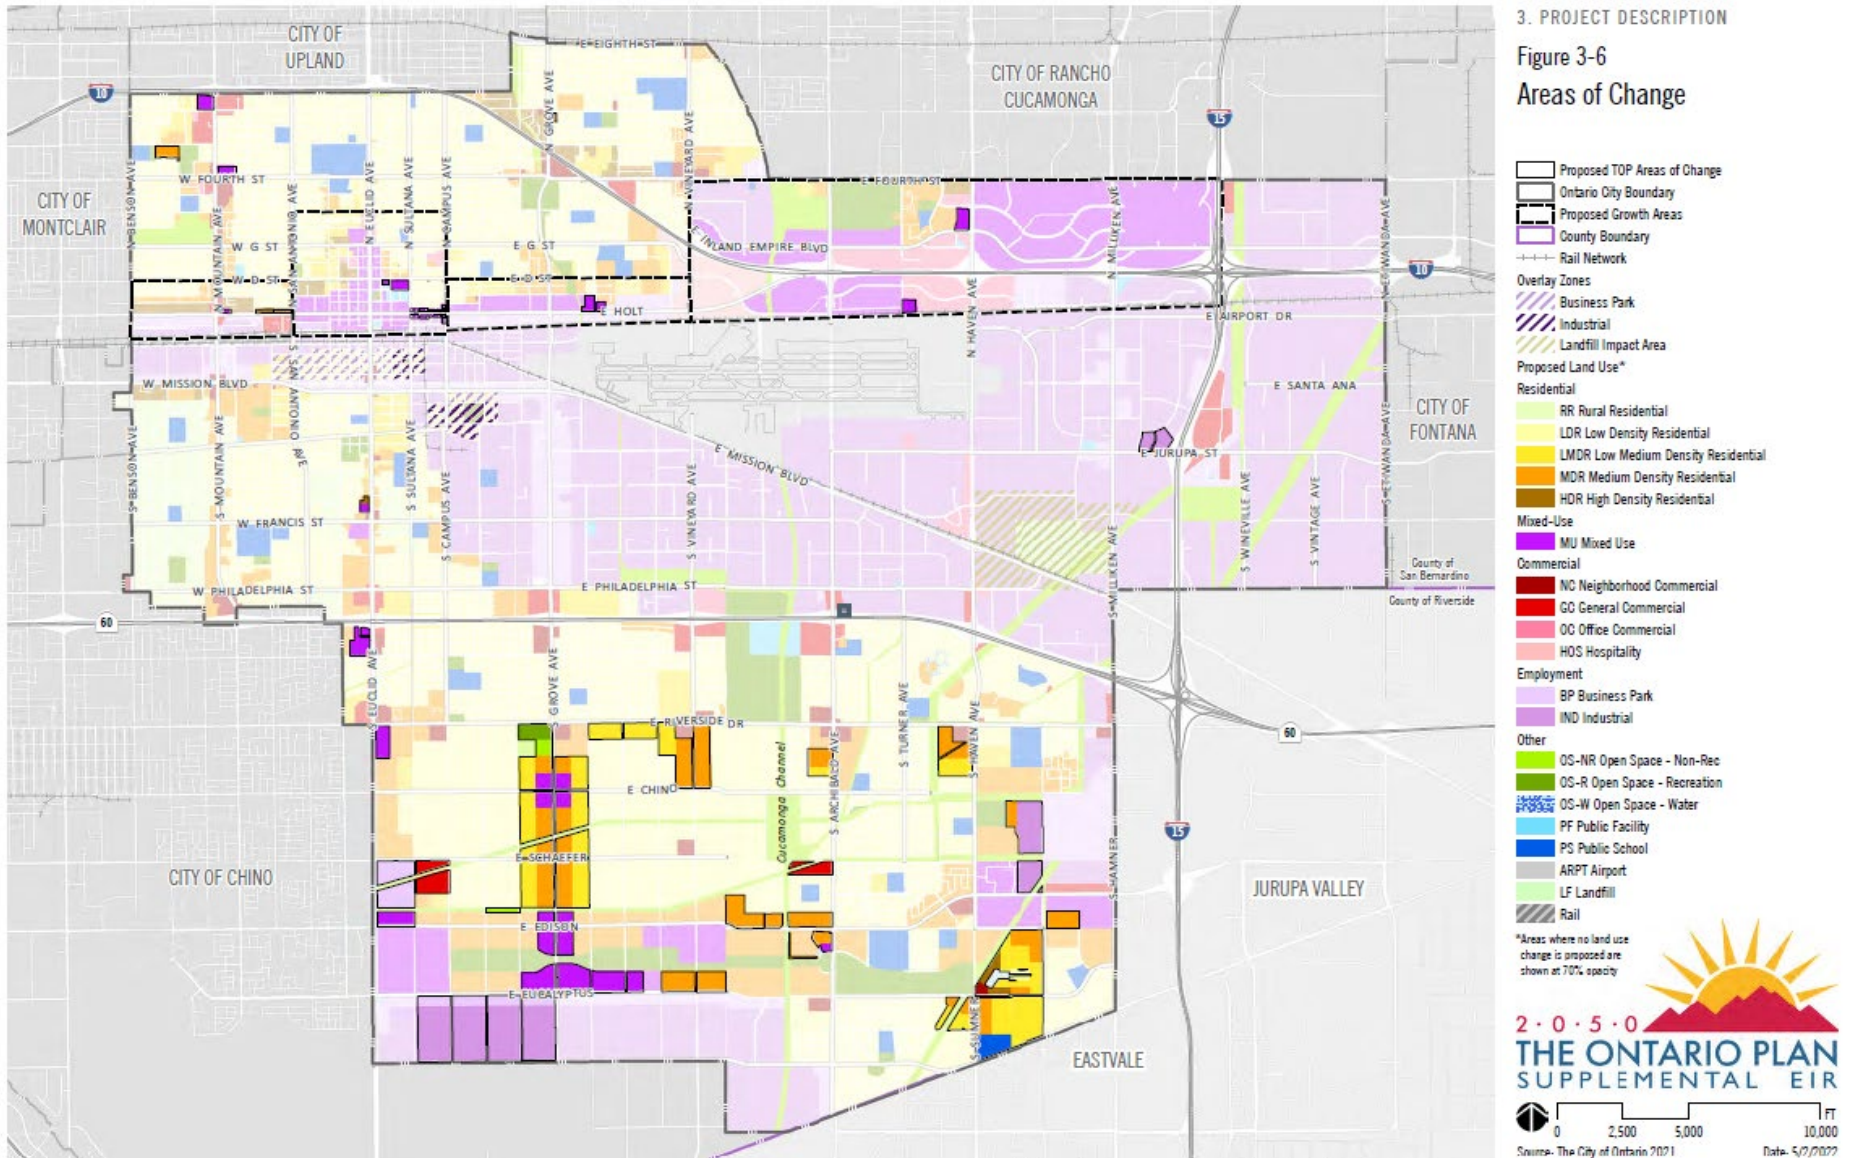 3. PROJECT DESCRIPTION
Figure 3-6
Areas of Change
Proposed TOP Areas of Change
Ontario City Boundary
Proposed Growth Areas
County Boundary
Rail Network
Overlay Zones
Business Park
Industrial
Landfill Impact Area
Proposed Land Use*
Residential
RR Rural Residential
LDR Low Density Residential
LMDR Low Medium Density Residential
MDR Medium Density Residential
HDR High Density Residential
Mixed-Use
MU Mixed Use
Commercial
NC Neighborhood Commercial
GC General Commercial
OC Office Commercial
HOS Hospitality
Employment
BP Business Park
IND Industrial
Other
OS-NR Open Space - Non-Rec
OS-R Open Space - Recreation
OS-W Open Space - Water
PF Public Facility
PS Public School
ARPT Airport
LF Landfill
Rail
*Areas where no land use
change is proposed are
shown at 70% opacity
2·0·5·0
THE ONTARIO PLAN
SUPPLEMENTAL EIR
FT
0 2,500 5,000 10,000
Source- The City of Ontario 2021 Date- 5/2/2022
CITY OF
UPLAND
CITY OF RANCHO
CUCAMONGA
CITY OF
MONTCLAIR
CITY OF
FONTANA
CITY OF CHINO
JURUPA VALLEY
EASTVALE
County of
San Bernardino
County of Riverside
10
15
10
60
60
15
E EIGHTH ST
W FOURTH ST
E FOURTH ST
W G ST
E G ST
W D ST
E D ST
E INLAND EMPIRE BLVD
E HOLT
E AIRPORT DR
W MISSION BLVD
E MISSION BLVD
E SANTA ANA
E JURUPA ST
W FRANCIS ST
W PHILADELPHIA ST
E PHILADELPHIA ST
E RIVERSIDE DR
E CHINO
E SCHAEFER
E EDISON
E EUCALYPTUS
N BENSON AVE
N MOUNTAIN AVE
N SAN ANTONIO AVE
N EUCLID AVE
N SULTANA AVE
N CAMPUS AVE
N GROVE AVE
N VINEYARD AVE
N HAVEN AVE
N MILLIKEN AVE
N ETIWANDA AVE
S BENSON AVE
S MOUNTAIN AVE
S SAN ANTONIO AVE
S SULTANA AVE
S CAMPUS AVE
S VINEYARD AVE
S MILLIKEN AVE
S WINEVILLE AVE
S VINTAGE AVE
S ETIWANDA AVE
S EUCLID AVE
S GROVE AVE
Cucamonga Channel
S ARCHIBALD AVE
S TURNER AVE
S HAVEN AVE
S HAMNER
S SUMNER